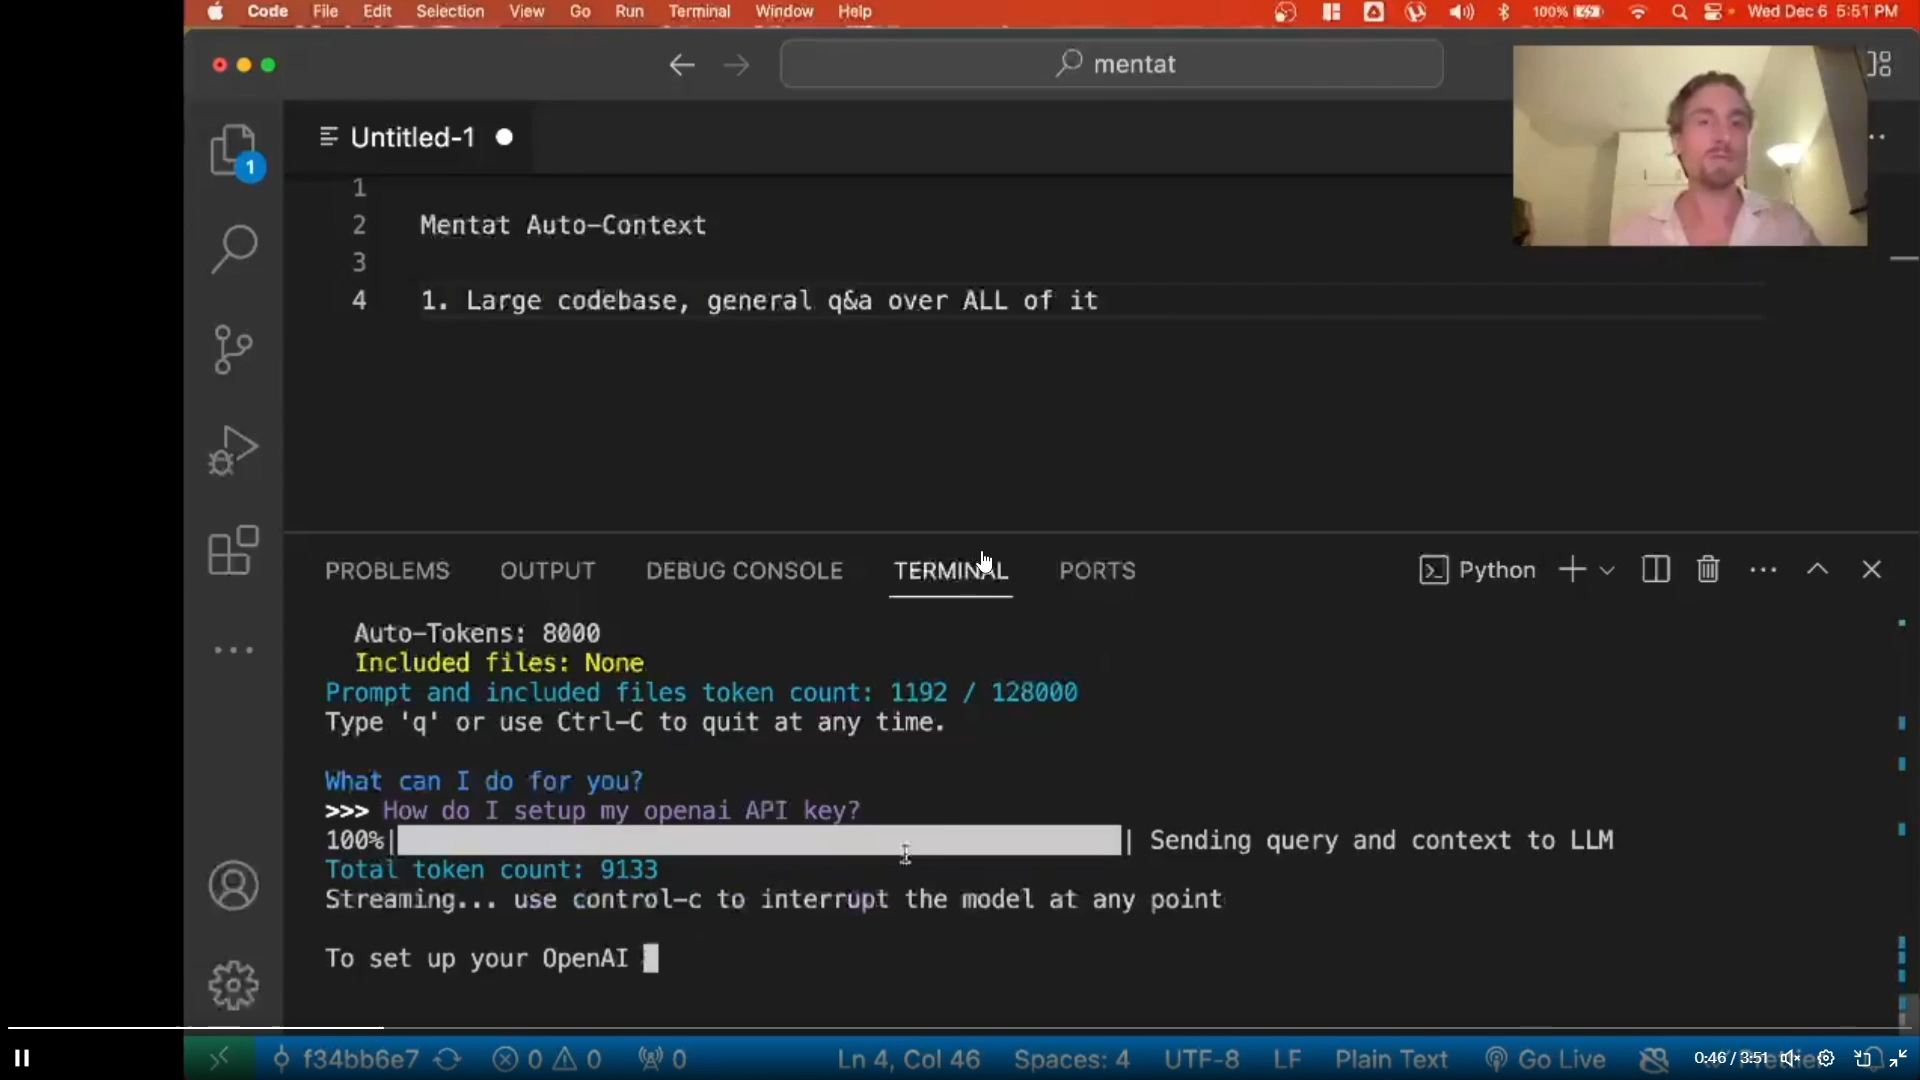 Code File Edit Selection View Go Run Terminal Window Help 100% Wed Dec 6 5:51 PM
mentat
1
Untitled-1
1
2 Mentat Auto-Context
3
4 1. Large codebase, general q&a over ALL of it
PROBLEMS OUTPUT DEBUG CONSOLE TERMINAL PORTS Python
Auto-Tokens: 8000
Included files: None
Prompt and included files token count: 1192 / 128000
Type 'q' or use Ctrl-C to quit at any time.
What can I do for you?
>>> How do I setup my openai API key?
100%| | Sending query and context to LLM
Total token count: 9133
Streaming... use control-c to interrupt the model at any point
To set up your OpenAI
f34bb6e7 0 0 0 Ln 4, Col 46 Spaces: 4 UTF-8 LF Plain Text Go Live
0:46 / 3:51